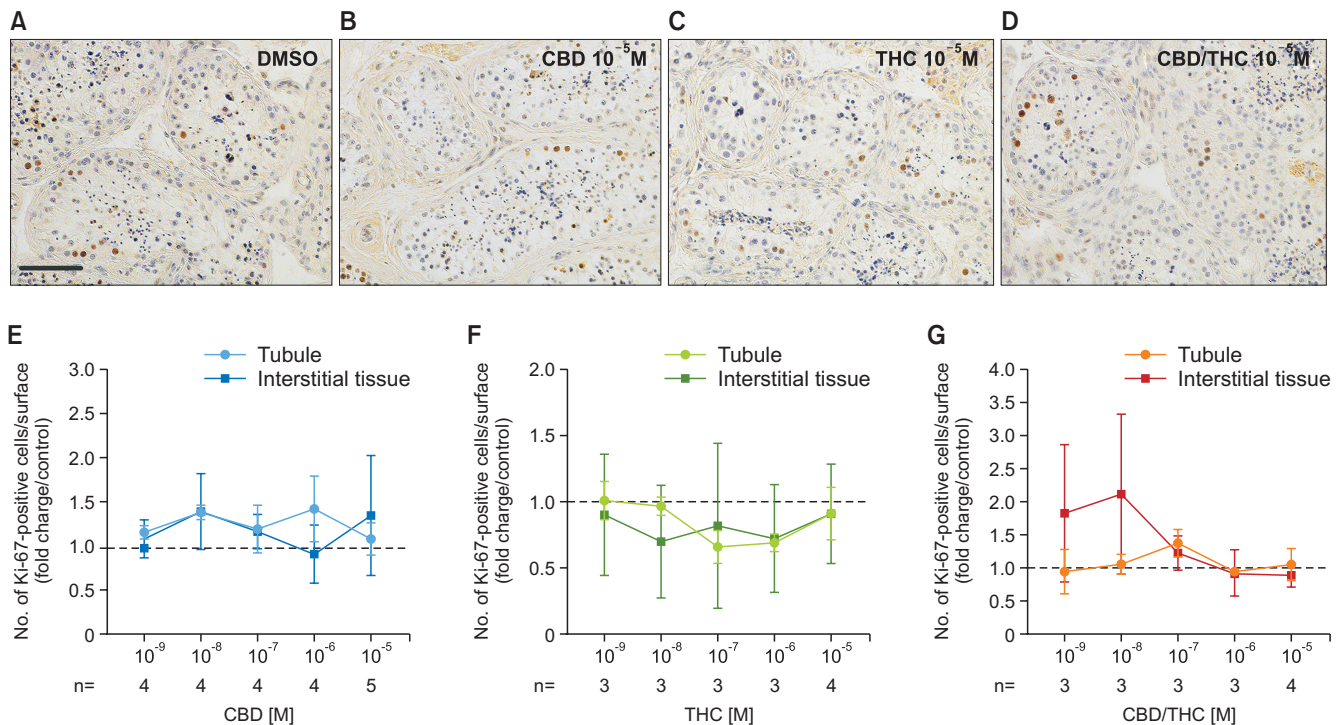 A
B
C
D
DMSO
CBD 10⁻⁵M
THC 10⁻⁵M
CBD/THC 10⁻⁵M
E
Tubule
Interstitial tissue
No. of Ki-67-positive cells/surface
(fold charge/control)
3.0
2.5
2.0
1.5
1.0
0.5
0
10⁻⁹ 10⁻⁸ 10⁻⁷ 10⁻⁶ 10⁻⁵
n= 4 4 4 4 5
CBD [M]
F
Tubule
Interstitial tissue
No. of Ki-67-positive cells/surface
(fold charge/control)
2.0
1.5
1.0
0.5
0
10⁻⁹ 10⁻⁸ 10⁻⁷ 10⁻⁶ 10⁻⁵
n= 3 3 3 3 4
THC [M]
G
Tubule
Interstitial tissue
No. of Ki-67-positive cells/surface
(fold charge/control)
4.0
3.5
3.0
2.5
2.0
1.5
1.0
0.5
0
10⁻⁹ 10⁻⁸ 10⁻⁷ 10⁻⁶ 10⁻⁵
n= 3 3 3 3 4
CBD/THC [M]